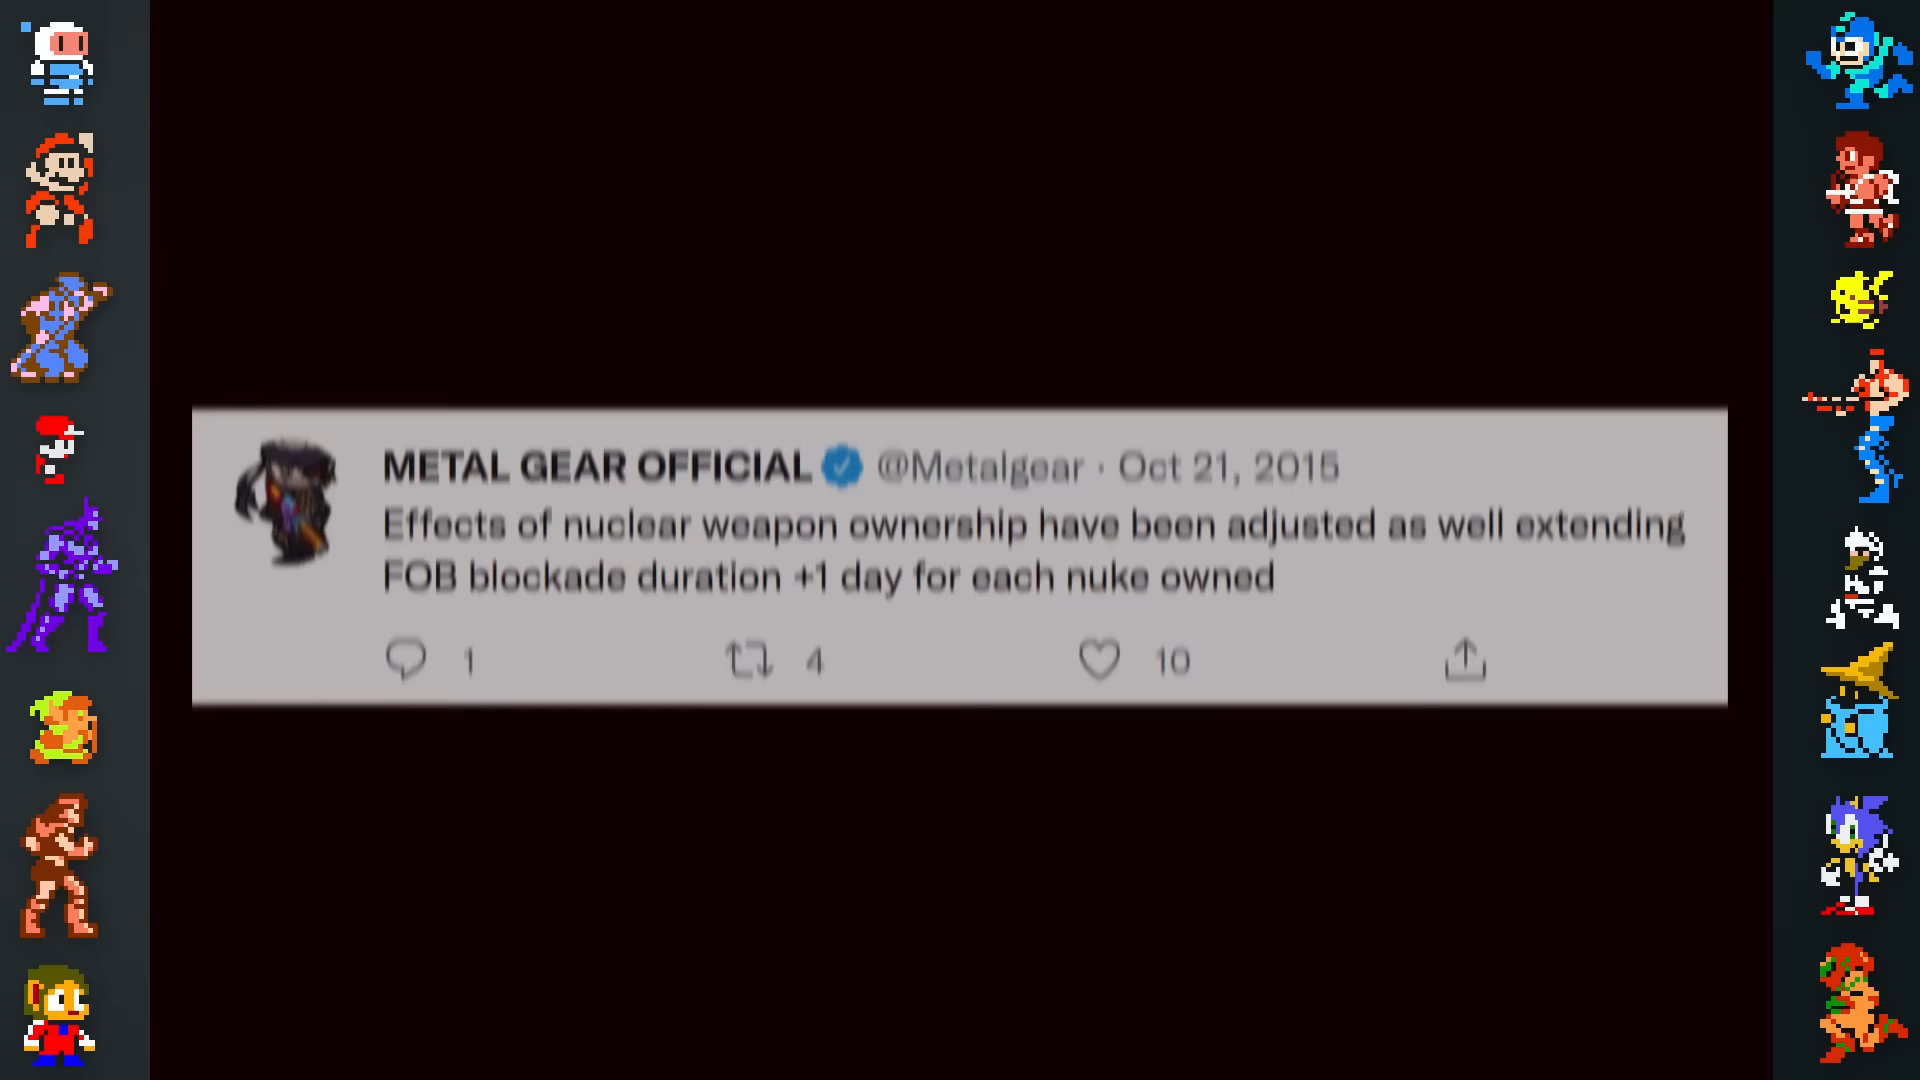 METAL GEAR OFFICIAL @Metalgear · Oct 21, 2015
Effects of nuclear weapon ownership have been adjusted as well extending
FOB blockade duration +1 day for each nuke owned
1 4 10